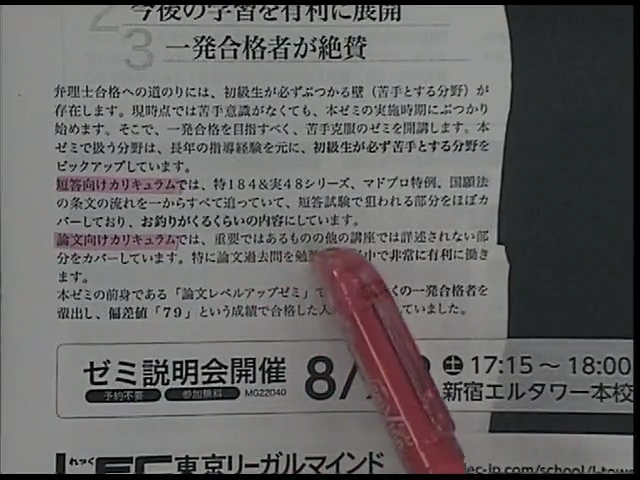 2 今後の学習を有利に展開
3 一発合格者が絶賛
弁理士合格への道のりには、初級生が必ずぶつかる壁（苦手とする分野）が
存在します。現時点では苦手意識がなくても、本ゼミの実施時期にぶつかり
始めます。そこで、一発合格を目指すべく、苦手克服のゼミを開講します。本
ゼミで扱う分野は、長年の指導経験を元に、初級生が必ず苦手とする分野を
ピックアップしています。
短答向けカリキュラムでは、特184&実48シリーズ、マドプロ特例、国願法
の条文の流れを一からすべて追っていて、短答試験で狙われる部分をほぼカ
バーしており、お釣りがくるくらいの内容にしています。
論文向けカリキュラムでは、重要ではあるものの他の講座では詳述されない部
分をカバーしています。特に論文過去問を勉 中で非常に有利に働き
ます。
本ゼミの前身である「論文レベルアップゼミ」で くの一発合格者を
輩出し、偏差値「79」という成績で合格した人 れていました。
ゼミ説明会開催 8/ 土 17:15～18:00
予約不要 参加無料 MG22040 新宿エルタワー本校
れっく LEC東京リーガルマインド lec-jp.com/school/l-tow